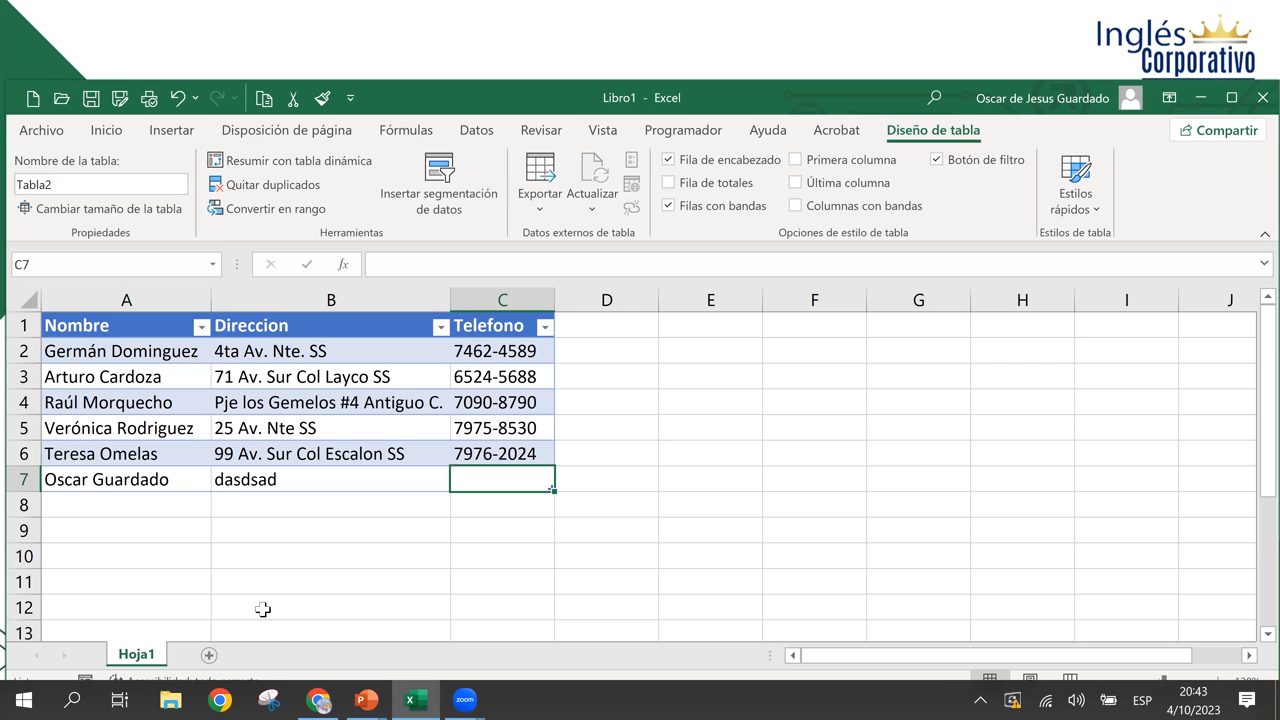 Inglés
Corporativo
Libro1 - Excel
Oscar de Jesus Guardado
Archivo Inicio Insertar Disposición de página Fórmulas Datos Revisar Vista Programador Ayuda Acrobat Diseño de tabla Compartir
Nombre de la tabla:
Tabla2
Cambiar tamaño de la tabla
Propiedades
Resumir con tabla dinámica
Quitar duplicados
Convertir en rango
Insertar segmentación
de datos
Herramientas
Exportar Actualizar
Datos externos de tabla
Fila de encabezado Primera columna Botón de filtro
Fila de totales Última columna
Filas con bandas Columnas con bandas
Opciones de estilo de tabla
Estilos
rápidos
Estilos de tabla
C7 fx
A B C D E F G H I J
1 Nombre Direccion Telefono
2 Germán Dominguez 4ta Av. Nte. SS 7462-4589
3 Arturo Cardoza 71 Av. Sur Col Layco SS 6524-5688
4 Raúl Morquecho Pje los Gemelos #4 Antiguo C. 7090-8790
5 Verónica Rodriguez 25 Av. Nte SS 7975-8530
6 Teresa Omelas 99 Av. Sur Col Escalon SS 7976-2024
7 Oscar Guardado dasdsad
8
9
10
11
12
13
Hoja1
zoom
ESP
20:43
4/10/2023